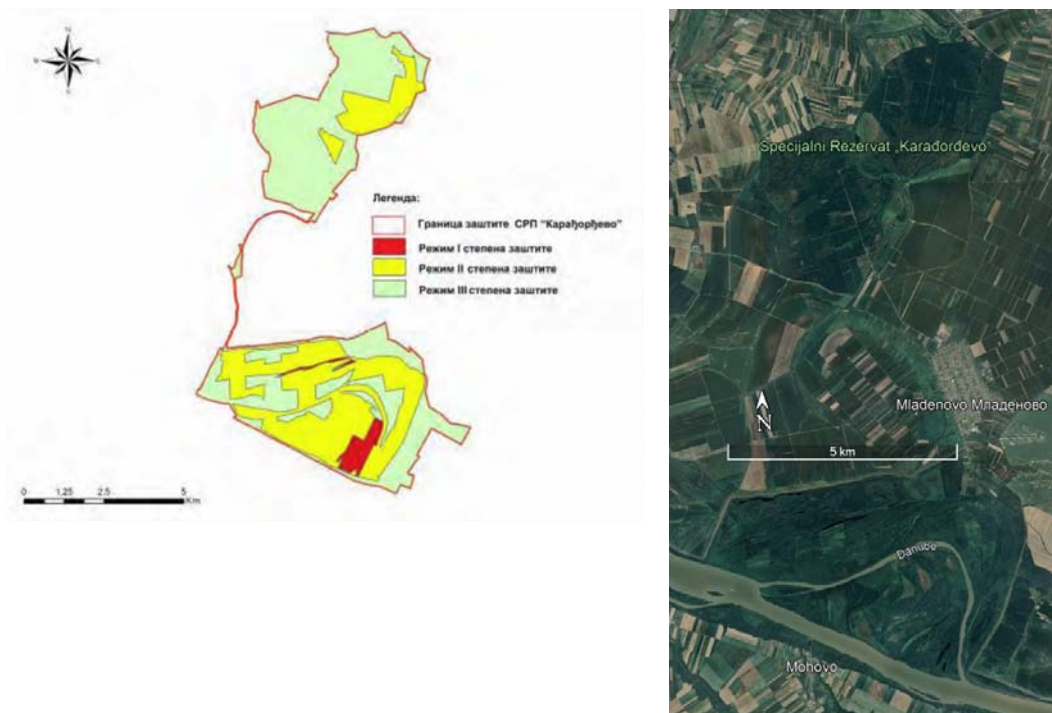 N
Легенда:
Граница заштите СРП "Карађорђево"
Режим I степена заштите
Режим II степена заштите
Режим III степена заштите
0 1,25 2,5 5
Km
Specijalni Rezervat „Karađorđevo“
Mladenovo Младеново
N
5 km
Danube
Mohovo